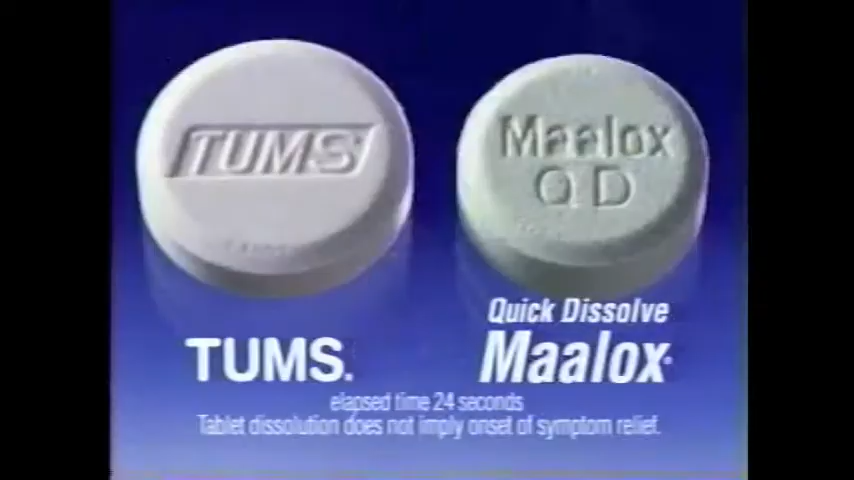 TUMS
Maalox
Q D
Quick Dissolve
TUMS. Maalox
elapsed time 24 seconds
Tablet dissolution does not imply onset of symptom relief.